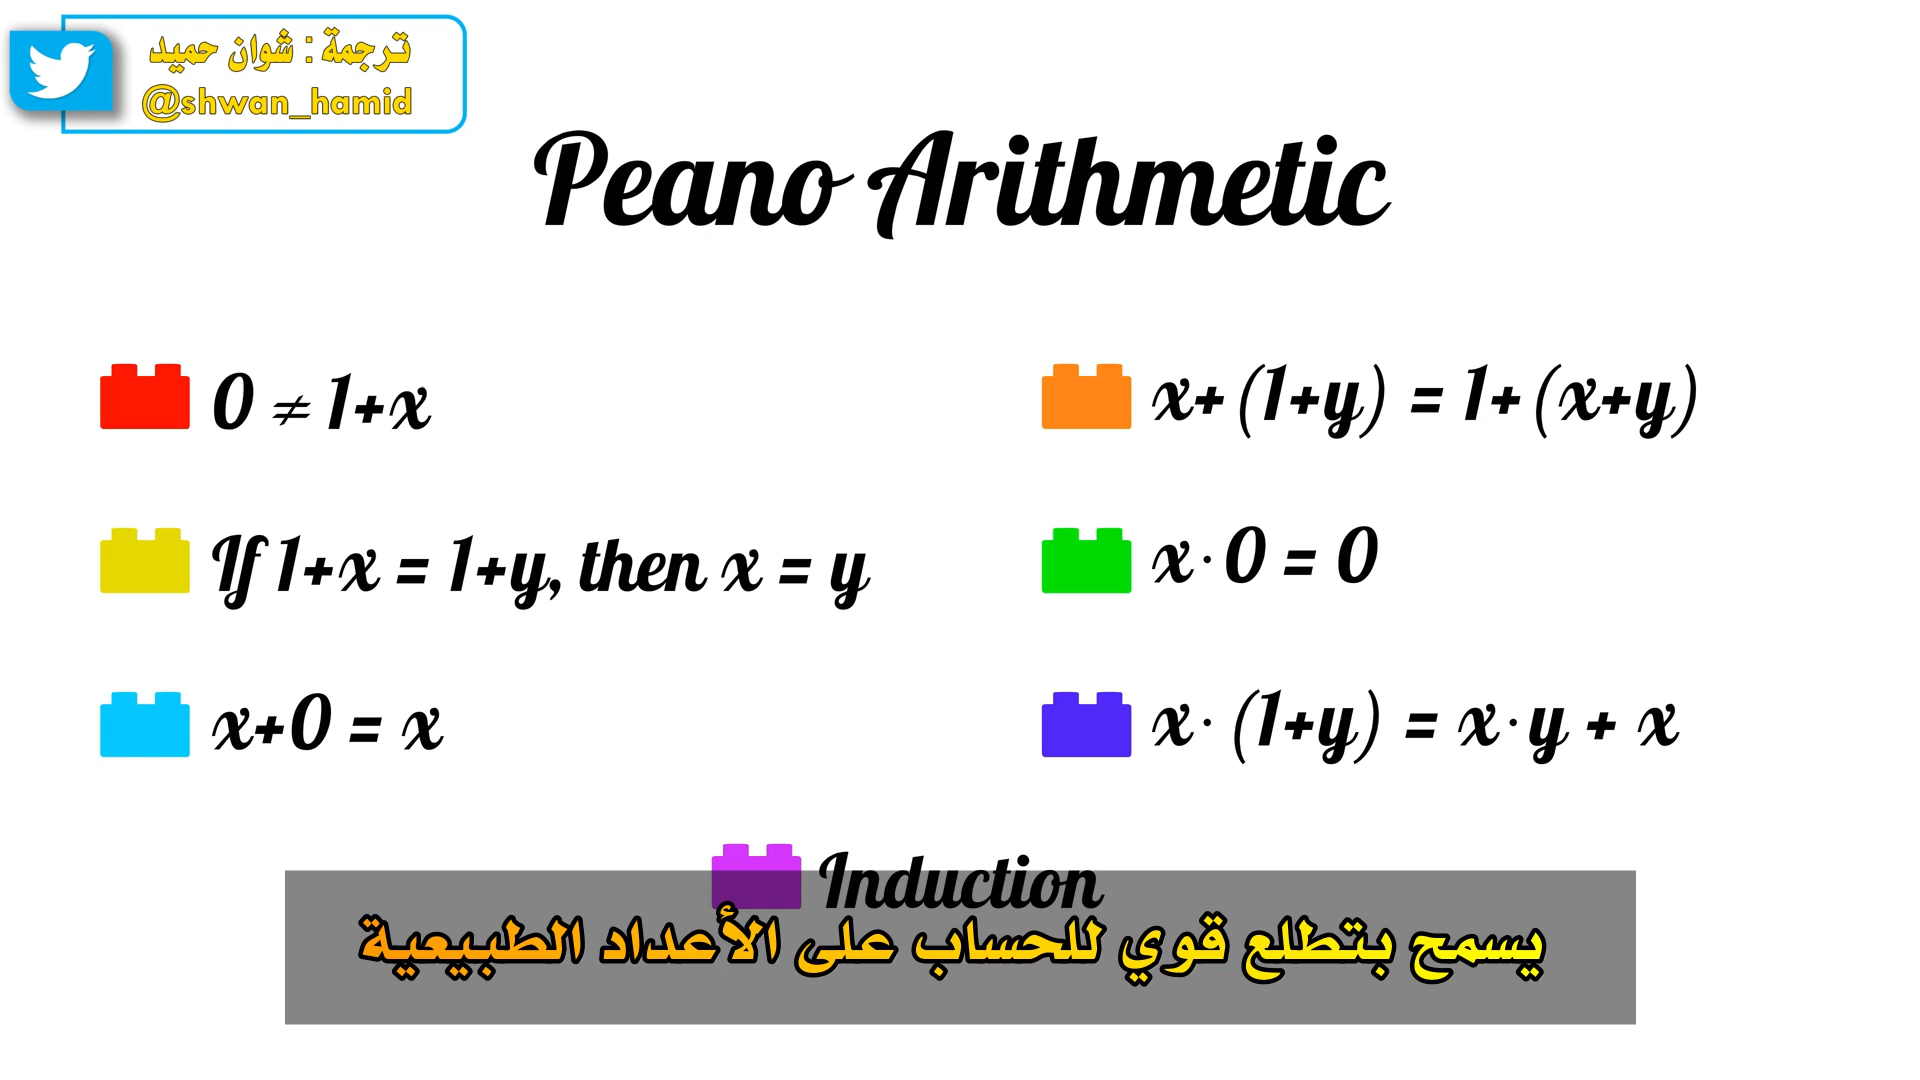 ترجمة : شوان حميد
@shwan_hamid
Peano Arithmetic
0 ≠ 1+x
If 1+x = 1+y, then x = y
x+0 = x
x+(1+y) = 1+(x+y)
x·0 = 0
x·(1+y) = x·y + x
Induction
يسمح بتطلع قوي للحساب على الأعداد الطبيعية